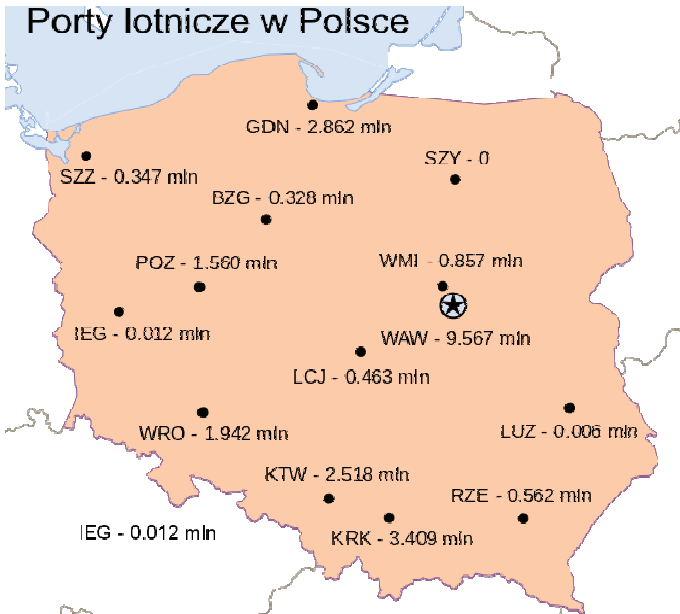 Porty lotnicze w Polsce
GDN - 2.862 mln
SZY - 0
SZZ - 0.347 mln
BZG - 0.328 mln
POZ - 1.560 mln
WMI - 0.857 mln
IEG - 0.012 mln
WAW - 9.567 mln
LCJ - 0.463 mln
WRO - 1.942 mln
LUZ - 0.006 mln
KTW - 2.518 mln
RZE - 0.562 mln
IEG - 0.012 mln
KRK - 3.409 mln